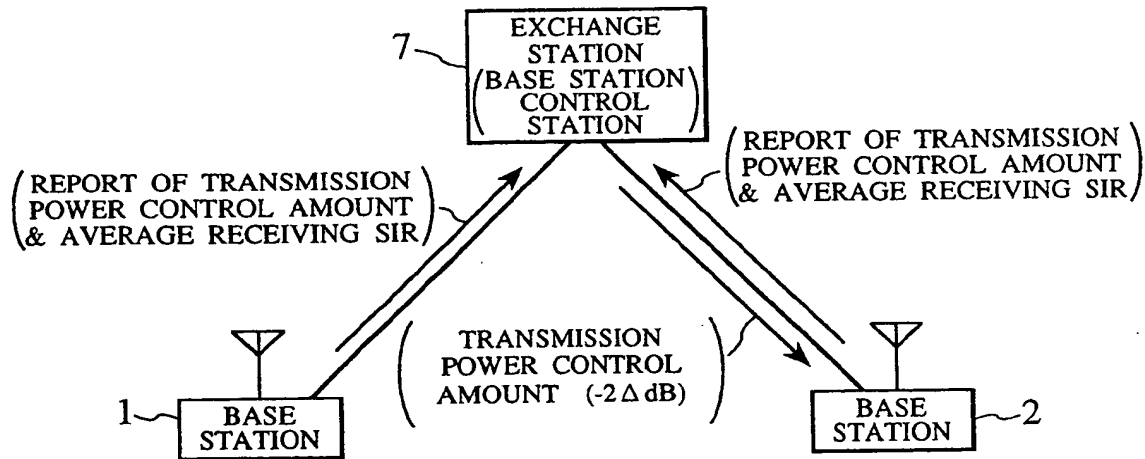 7
EXCHANGE
STATION
(BASE STATION
CONTROL
STATION)
(REPORT OF TRANSMISSION
POWER CONTROL AMOUNT
& AVERAGE RECEIVING SIR)
(REPORT OF TRANSMISSION
POWER CONTROL AMOUNT
& AVERAGE RECEIVING SIR)
(TRANSMISSION
POWER CONTROL
AMOUNT (-2 Δ dB))
1
BASE
STATION
BASE
STATION
2